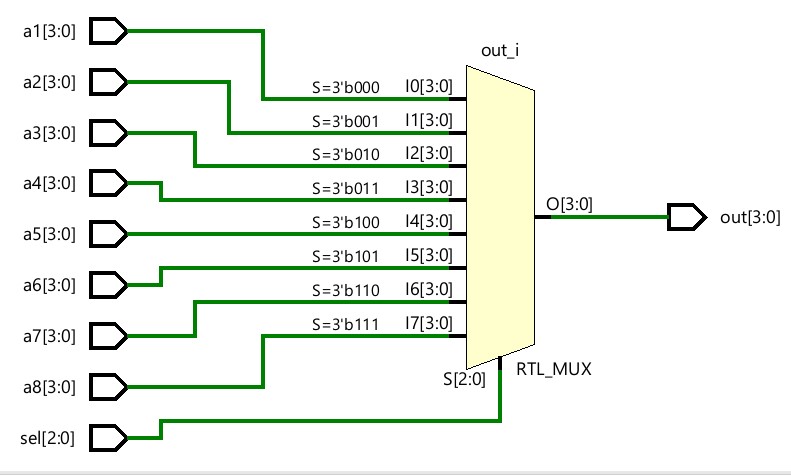 a1[3:0]
out_i
a2[3:0]
S=3'b000 I0[3:0]
S=3'b001 I1[3:0]
a3[3:0]
S=3'b010 I2[3:0]
a4[3:0]
S=3'b011 I3[3:0]
O[3:0]
out[3:0]
S=3'b100 I4[3:0]
a5[3:0]
S=3'b101 I5[3:0]
a6[3:0]
S=3'b110 I6[3:0]
S=3'b111 I7[3:0]
a7[3:0]
RTL_MUX
S[2:0]
a8[3:0]
sel[2:0]